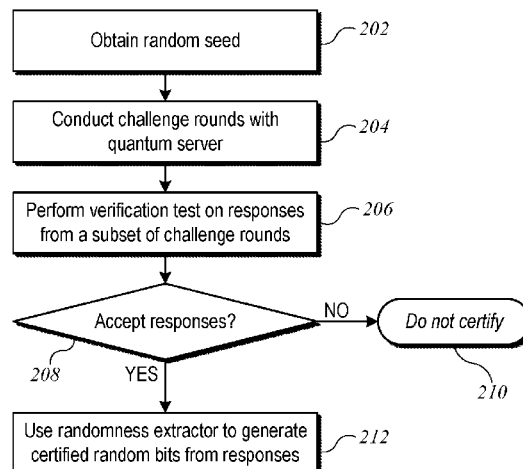 Obtain random seed
202
Conduct challenge rounds with
quantum server
204
Perform verification test on responses
from a subset of challenge rounds
206
Accept responses?
NO
Do not certify
208
YES
210
Use randomness extractor to generate
certified random bits from responses
212